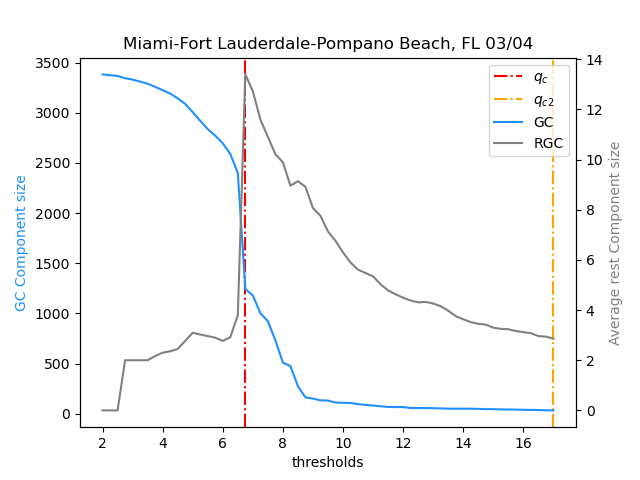 Miami-Fort Lauderdale-Pompano Beach, FL 03/04
GC Component size
3500
3000
2500
2000
1500
1000
500
0
q_c
q_c2
GC
RGC
14
12
10
8
6
4
2
0
Average rest Component size
2 4 6 8 10 12 14 16
thresholds